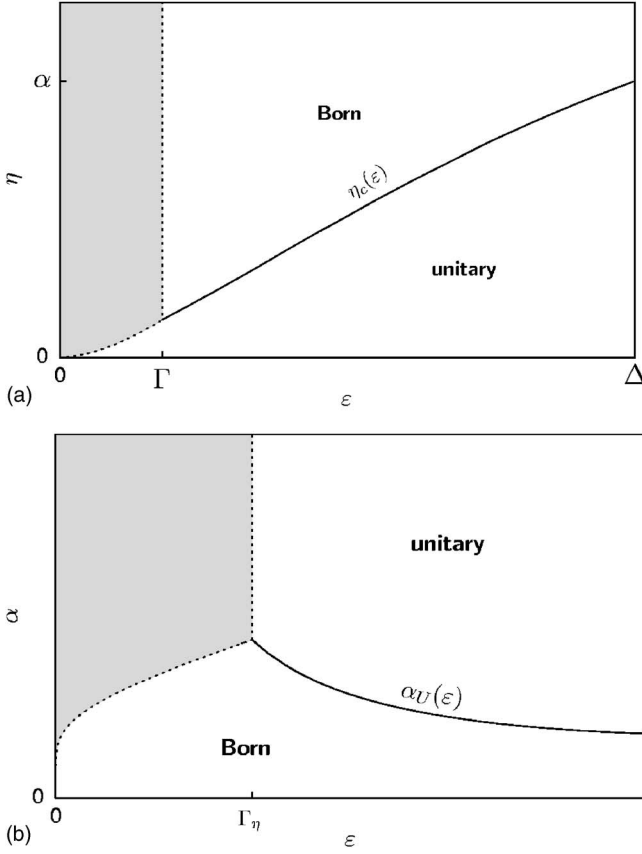 α
Born
η
η_c(ε)
unitary
0
0 Γ Δ
(a) ε
unitary
α
α_U(ε)
Born
0
0 Γ_η
(b) ε